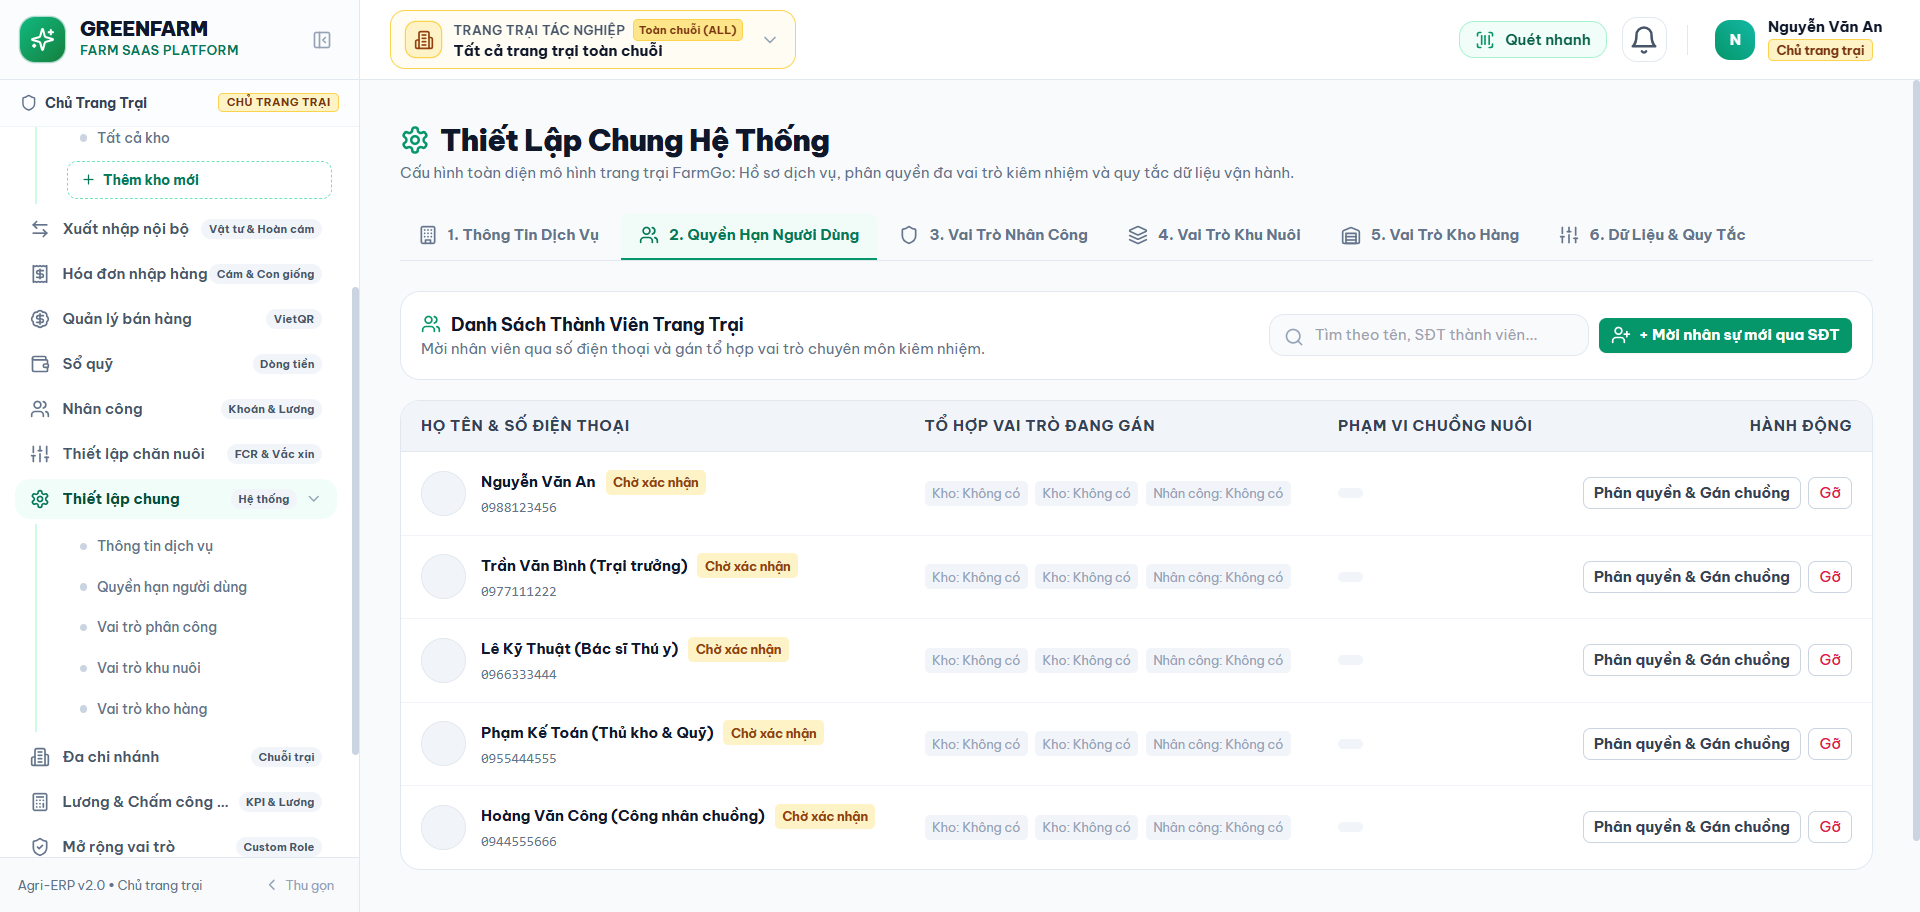 GREENFARM
FARM SAAS PLATFORM
TRANG TRẠI TÁC NGHIỆP Toàn chuỗi (ALL)
Tất cả trang trại toàn chuỗi
Quét nhanh
N
Nguyễn Văn An
Chủ trang trại
Chủ Trang Trại CHỦ TRANG TRẠI
Tất cả kho
+ Thêm kho mới
Xuất nhập nội bộ Vật tư & Hoàn cám
Hóa đơn nhập hàng Cám & Con giống
Quản lý bán hàng VietQR
Sổ quỹ Dòng tiền
Nhân công Khoán & Lương
Thiết lập chăn nuôi FCR & Vắc xin
Thiết lập chung Hệ thống
Thông tin dịch vụ
Quyền hạn người dùng
Vai trò phân công
Vai trò khu nuôi
Vai trò kho hàng
Đa chi nhánh Chuỗi trại
Lương & Chấm công ... KPI & Lương
Mở rộng vai trò Custom Role
Agri-ERP v2.0 • Chủ trang trại Thu gọn
Thiết Lập Chung Hệ Thống
Cấu hình toàn diện mô hình trang trại FarmGo: Hồ sơ dịch vụ, phân quyền đa vai trò kiêm nhiệm và quy tắc dữ liệu vận hành.
1. Thông Tin Dịch Vụ 2. Quyền Hạn Người Dùng 3. Vai Trò Nhân Công 4. Vai Trò Khu Nuôi 5. Vai Trò Kho Hàng 6. Dữ Liệu & Quy Tắc
Danh Sách Thành Viên Trang Trại
Mời nhân viên qua số điện thoại và gán tổ hợp vai trò chuyên môn kiêm nhiệm.
Tìm theo tên, SĐT thành viên...
+ Mời nhân sự mới qua SĐT
HỌ TÊN & SỐ ĐIỆN THOẠI TỔ HỢP VAI TRÒ ĐANG GÁN PHẠM VI CHUỒNG NUÔI HÀNH ĐỘNG
Nguyễn Văn An Chờ xác nhận
0988123456
Kho: Không có Kho: Không có Nhân công: Không có
Phân quyền & Gán chuồng Gỡ
Trần Văn Bình (Trại trưởng) Chờ xác nhận
0977111222
Kho: Không có Kho: Không có Nhân công: Không có
Phân quyền & Gán chuồng Gỡ
Lê Kỹ Thuật (Bác sĩ Thú y) Chờ xác nhận
0966333444
Kho: Không có Kho: Không có Nhân công: Không có
Phân quyền & Gán chuồng Gỡ
Phạm Kế Toán (Thủ kho & Quỹ) Chờ xác nhận
0955444555
Kho: Không có Kho: Không có Nhân công: Không có
Phân quyền & Gán chuồng Gỡ
Hoàng Văn Công (Công nhân chuồng) Chờ xác nhận
0944555666
Kho: Không có Kho: Không có Nhân công: Không có
Phân quyền & Gán chuồng Gỡ